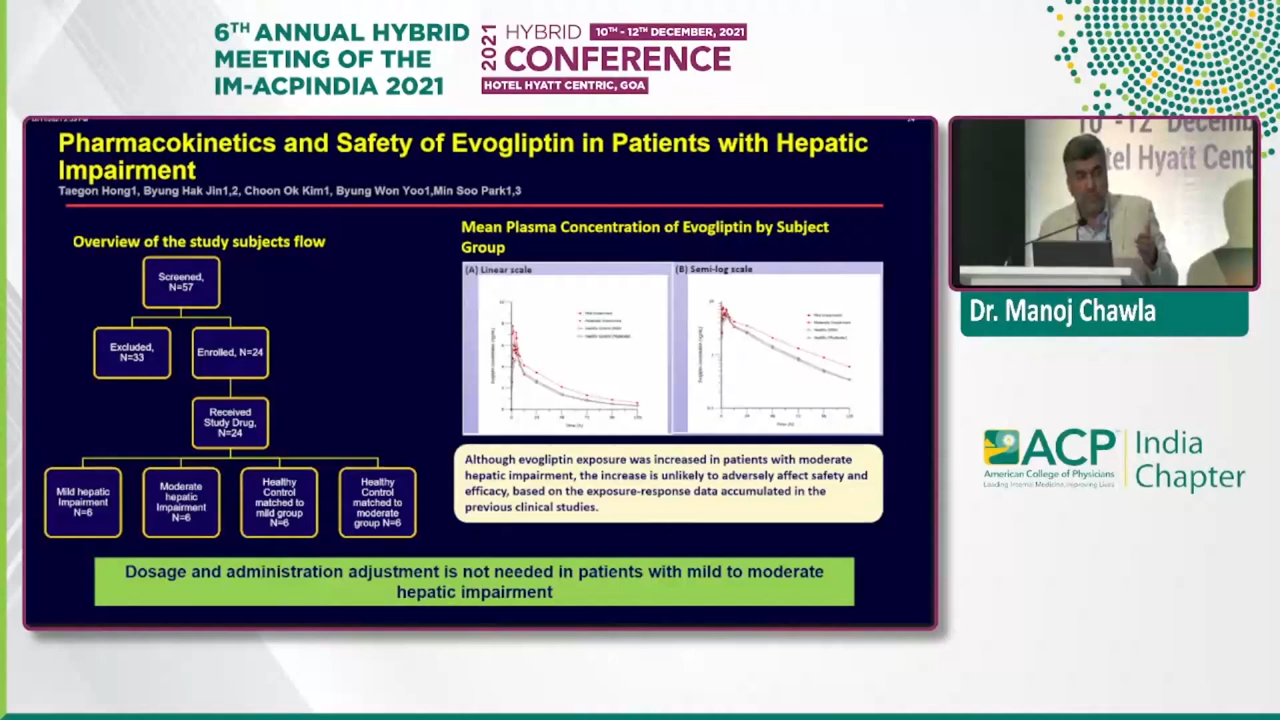 6TH ANNUAL HYBRID
MEETING OF THE
IM-ACPINDIA 2021
2021
HYBRID
10TH - 12TH DECEMBER, 2021
CONFERENCE
HOTEL HYATT CENTRIC, GOA
Pharmacokinetics and Safety of Evogliptin in Patients with Hepatic
Impairment
Taegon Hong1, Byung Hak Jin1,2, Choon Ok Kim1, Byung Won Yoo1,Min Soo Park1,3
Overview of the study subjects flow
Screened,
N=57
Excluded,
N=33
Enrolled, N=24
Received
Study Drug,
N=24
Mild hepatic
Impairment
N=6
Moderate
hepatic
Impairment
N=6
Healthy
Control
matched to
mild group
N=6
Healthy
Control
matched to
moderate
group N=6
Mean Plasma Concentration of Evogliptin by Subject
Group
(A) Linear scale
(B) Semi-log scale
Although evogliptin exposure was increased in patients with moderate
hepatic impairment, the increase is unlikely to adversely affect safety and
efficacy, based on the exposure-response data accumulated in the
previous clinical studies.
Dosage and administration adjustment is not needed in patients with mild to moderate
hepatic impairment
10 -12 Decemb
tel Hyatt Cent
Dr. Manoj Chawla
ACP
American College of Physicians
Leading Internal Medicine, Improving Lives
India
Chapter